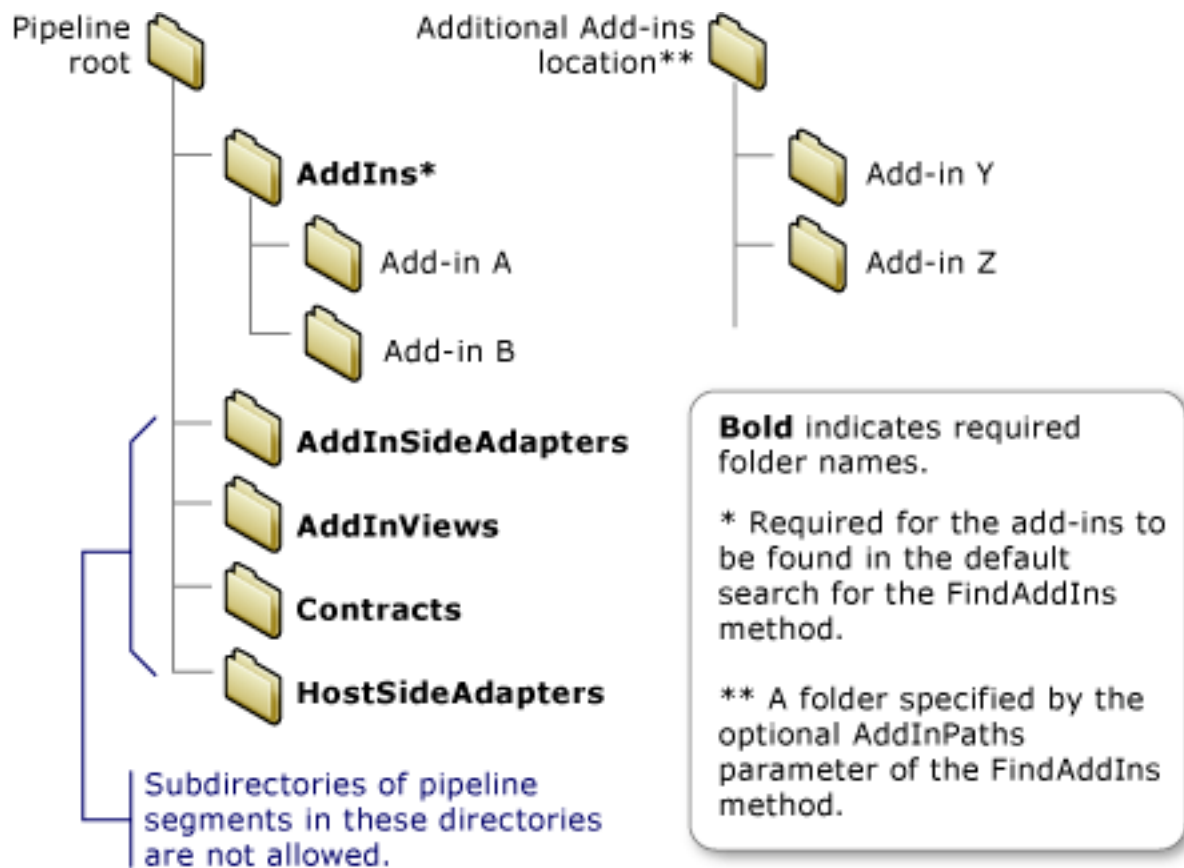 Pipeline
root
Additional Add-ins
location**
AddIns*
Add-in A
Add-in B
Add-in Y
Add-in Z
AddInSideAdapters
AddInViews
Contracts
HostSideAdapters
Subdirectories of pipeline
segments in these directories
are not allowed.
Bold indicates required
folder names.
* Required for the add-ins to
be found in the default
search for the FindAddIns
method.
** A folder specified by the
optional AddInPaths
parameter of the FindAddIns
method.